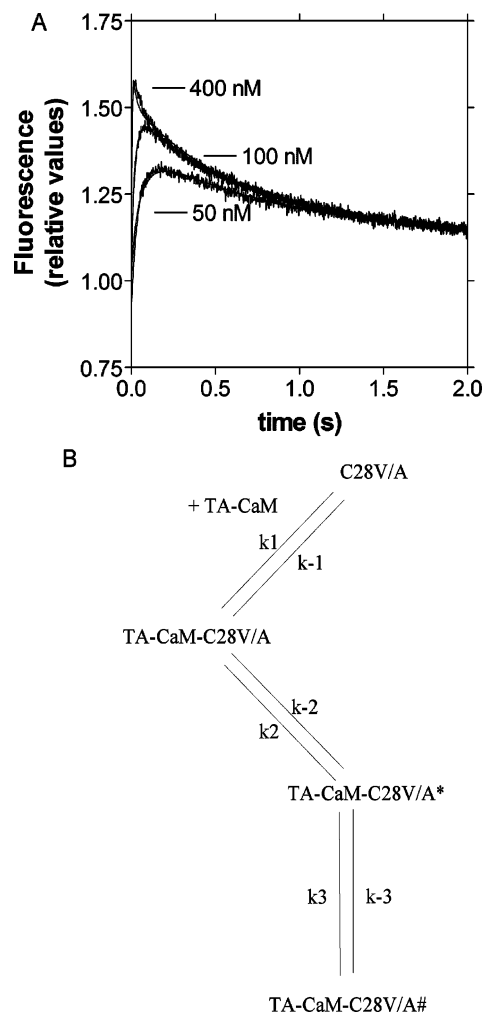 A
Fluorescence
(relative values)
1.75
1.50
1.25
1.00
0.75
400 nM
100 nM
50 nM
0.0 0.5 1.0 1.5 2.0
time (s)
B
C28V/A
+ TA-CaM
k1
k-1
TA-CaM-C28V/A
k-2
k2
TA-CaM-C28V/A*
k3 k-3
TA-CaM-C28V/A#